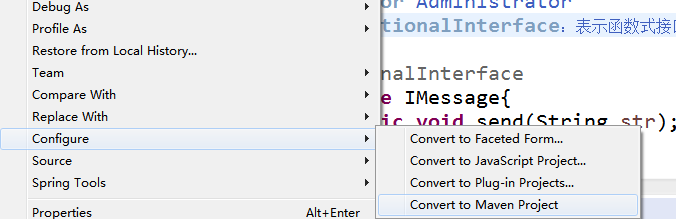 Debug As
Profile As
Restore from Local History...
Team
Compare With
Replace With
Configure
Source
Spring Tools
Properties Alt+Enter
or Administrator
tionalInterface：表示函数式接口
nalInterface
e IMessage{
ic void send(String str);
Convert to Faceted Form...
Convert to JavaScript Project...
Convert to Plug-in Projects...
Convert to Maven Project